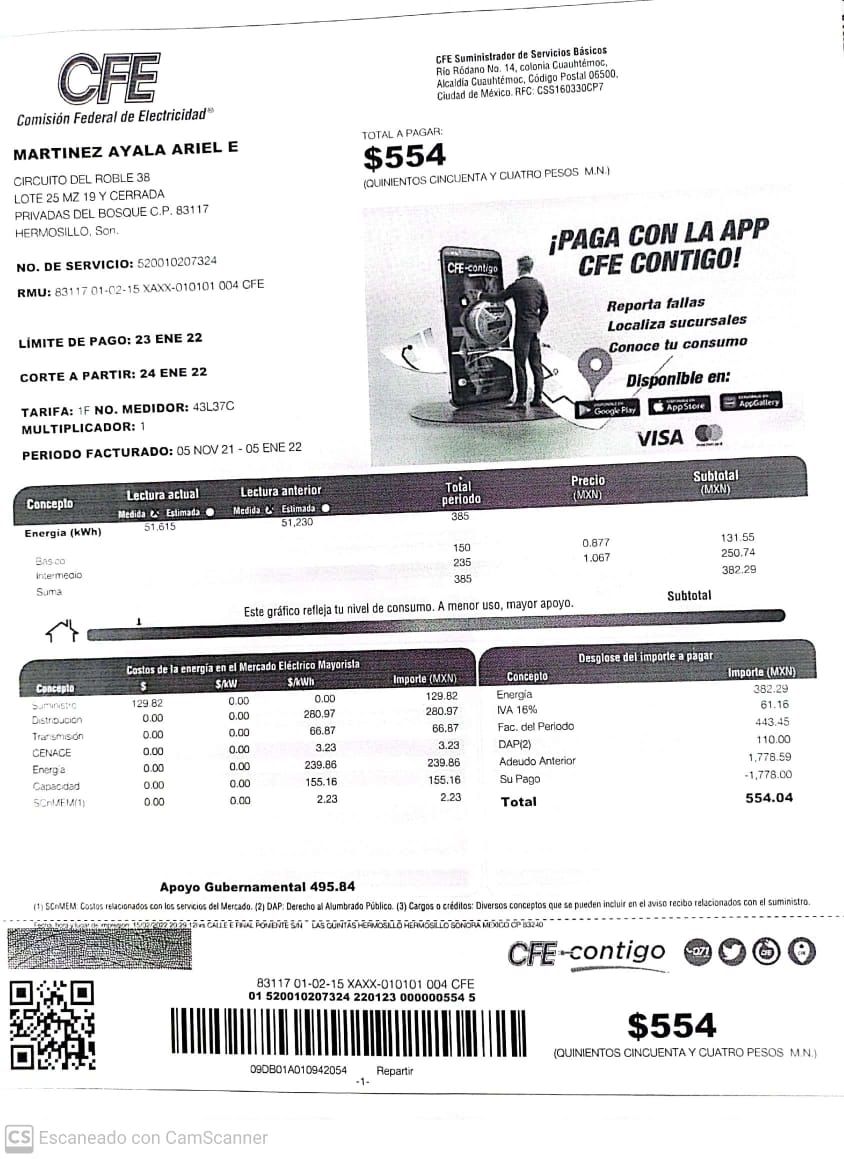 CFE
Comisión Federal de Electricidad®
CFE Suministrador de Servicios Básicos
Río Ródano No. 14, colonia Cuauhtémoc,
Alcaldía Cuauhtémoc, Código Postal 06500,
Ciudad de México. RFC: CSS160330CP7
MARTINEZ AYALA ARIEL E
CIRCUITO DEL ROBLE 38
LOTE 25 MZ 19 Y CERRADA
PRIVADAS DEL BOSQUE C.P. 83117
HERMOSILLO, Son.
TOTAL A PAGAR:
$554
(QUINIENTOS CINCUENTA Y CUATRO PESOS M.N.)
NO. DE SERVICIO: 520010207324
RMU: 83117 01-02-15 XAXX-010101 004 CFE
LÍMITE DE PAGO: 23 ENE 22
CORTE A PARTIR: 24 ENE 22
TARIFA: 1F NO. MEDIDOR: 43L37C
MULTIPLICADOR: 1
PERIODO FACTURADO: 05 NOV 21 - 05 ENE 22
¡PAGA CON LA APP
CFE CONTIGO!
CFE-contigo
Reporta fallas
Localiza sucursales
Conoce tu consumo
Disponible en:
Google Play App Store AppGallery
VISA
Concepto Lectura actual Lectura anterior Total periodo Precio (MXN) Subtotal (MXN)
Medida Estimada Medida Estimada
Energía (kWh) 51,615 51,230 385
Básico 150 0.877 131.55
Intermedio 235 1.067 250.74
Suma 385 382.29
Este gráfico refleja tu nivel de consumo. A menor uso, mayor apoyo. Subtotal
1
Costos de la energía en el Mercado Eléctrico Mayorista
Concepto $ $/kW $/kWh Importe (MXN)
Suministro 129.82 0.00 0.00 129.82
Distribución 0.00 0.00 280.97 280.97
Transmisión 0.00 0.00 66.87 66.87
CENACE 0.00 0.00 3.23 3.23
Energía 0.00 0.00 239.86 239.86
Capacidad 0.00 0.00 155.16 155.16
SCnMEM(1) 0.00 0.00 2.23 2.23
Desglose del importe a pagar
Concepto Importe (MXN)
Energía 382.29
IVA 16% 61.16
Fac. del Periodo 443.45
DAP(2) 110.00
Adeudo Anterior 1,778.59
Su Pago -1,778.00
Total 554.04
Apoyo Gubernamental 495.84
(1) SCnMEM: Costos relacionados con los servicios del Mercado. (2) DAP: Derecho al Alumbrado Público. (3) Cargos o créditos: Diversos conceptos que se pueden incluir en el aviso recibo relacionados con el suministro.
CALLE E FINAL PONIENTE S/N LAS QUINTAS HERMOSILLO HERMOSILLO SONORA MEXICO CP 83240
CFE-contigo
071
83117 01-02-15 XAXX-010101 004 CFE
01 520010207324 220123 000000554 5
$554
(QUINIENTOS CINCUENTA Y CUATRO PESOS M.N.)
09DB01A010942054 Repartir
-1-
CS Escaneado con CamScanner